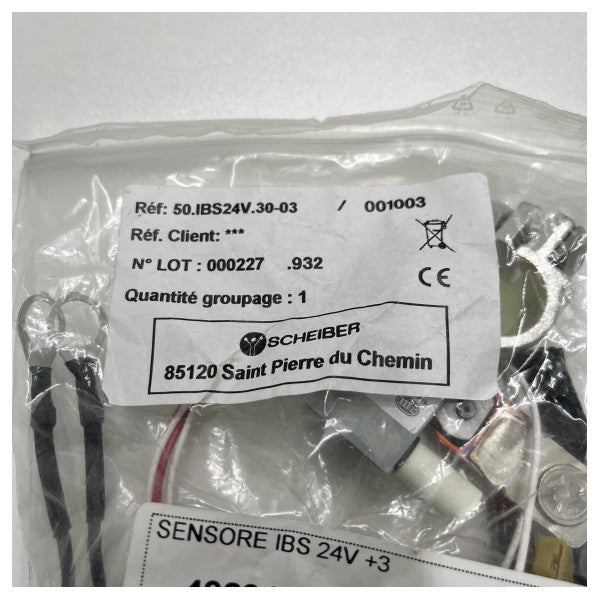 Réf: 50.IBS24V.30-03 / 001003
Réf. Client: ***
N° LOT : 000227 .932
Quantité groupage : 1
SCHEIBER
85120 Saint Pierre du Chemin
CE
SENSORE IBS 24V +3